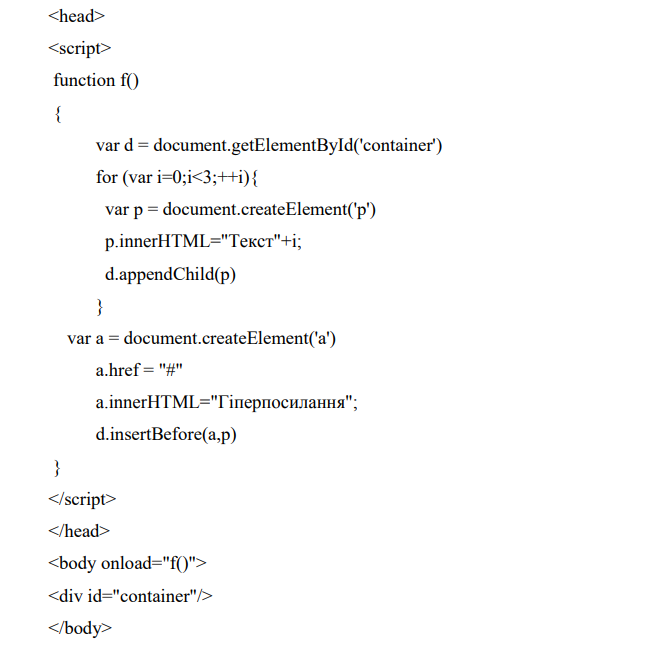 <head>
<script>
function f()
{
var d = document.getElementById('container')
for (var i=0;i<3;++i){
var p = document.createElement('p')
p.innerHTML="Текст"+i;
d.appendChild(p)
}
var a = document.createElement('a')
a.href = "#"
a.innerHTML="Гіперпосилання";
d.insertBefore(a,p)
}
</script>
</head>
<body onload="f()">
<div id="container"/>
</body>